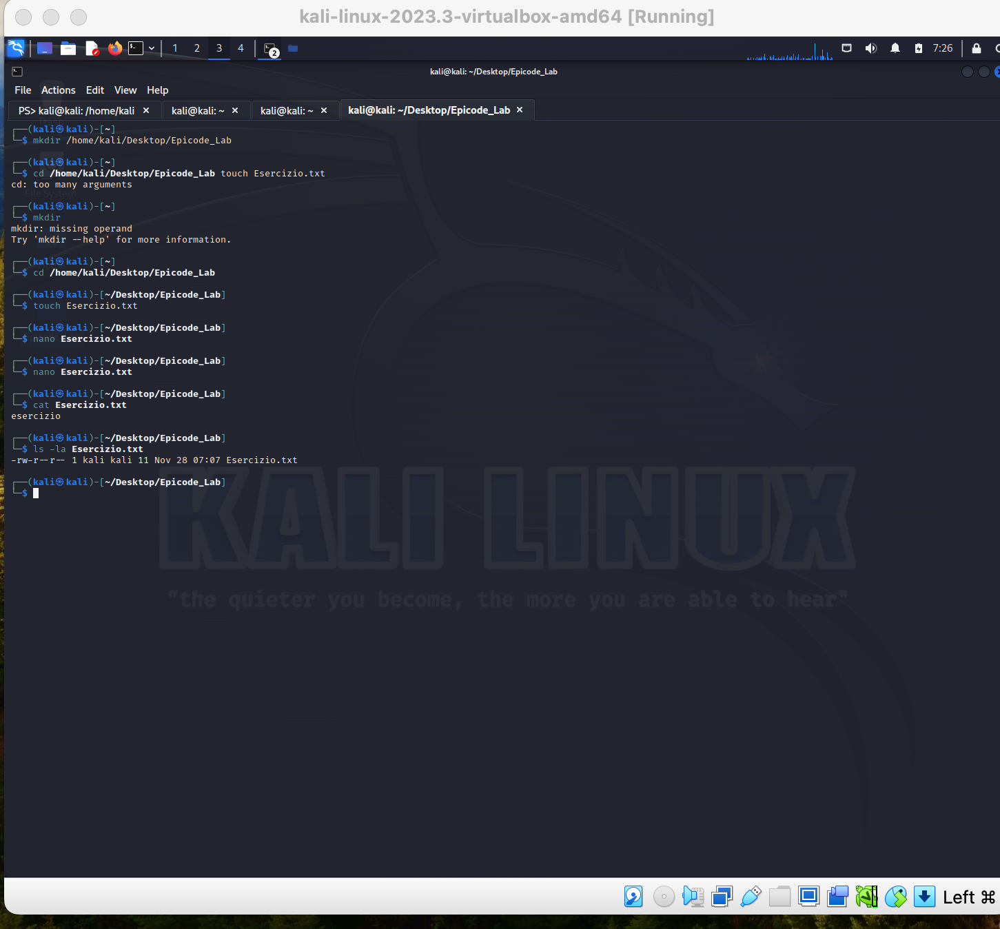 kali-linux-2023.3-virtualbox-amd64 [Running]
1 2 3 4 2 7:26
kali@kali: ~/Desktop/Epicode_Lab
File Actions Edit View Help
PS> kali@kali: /home/kali × kali@kali: ~ × kali@kali: ~ × kali@kali: ~/Desktop/Epicode_Lab ×
┌──(kali㉿kali)-[~]
└─$ mkdir /home/kali/Desktop/Epicode_Lab
┌──(kali㉿kali)-[~]
└─$ cd /home/kali/Desktop/Epicode_Lab touch Esercizio.txt
cd: too many arguments
File System
┌──(kali㉿kali)-[~]
└─$ mkdir
mkdir: missing operand
Try 'mkdir --help' for more information.
┌──(kali㉿kali)-[~]
└─$ cd /home/kali/Desktop/Epicode_Lab
┌──(kali㉿kali)-[~/Desktop/Epicode_Lab]
└─$ touch Esercizio.txt
┌──(kali㉿kali)-[~/Desktop/Epicode_Lab]
└─$ nano Esercizio.txt
┌──(kali㉿kali)-[~/Desktop/Epicode_Lab]
└─$ nano Esercizio.txt
┌──(kali㉿kali)-[~/Desktop/Epicode_Lab]
└─$ cat Esercizio.txt
esercizio
┌──(kali㉿kali)-[~/Desktop/Epicode_Lab]
└─$ ls -la Esercizio.txt
-rw-r--r-- 1 kali kali 11 Nov 28 07:07 Esercizio.txt
┌──(kali㉿kali)-[~/Desktop/Epicode_Lab]
└─$
KALI LINUX
"the quieter you become, the more you are able to hear"
Left ⌘